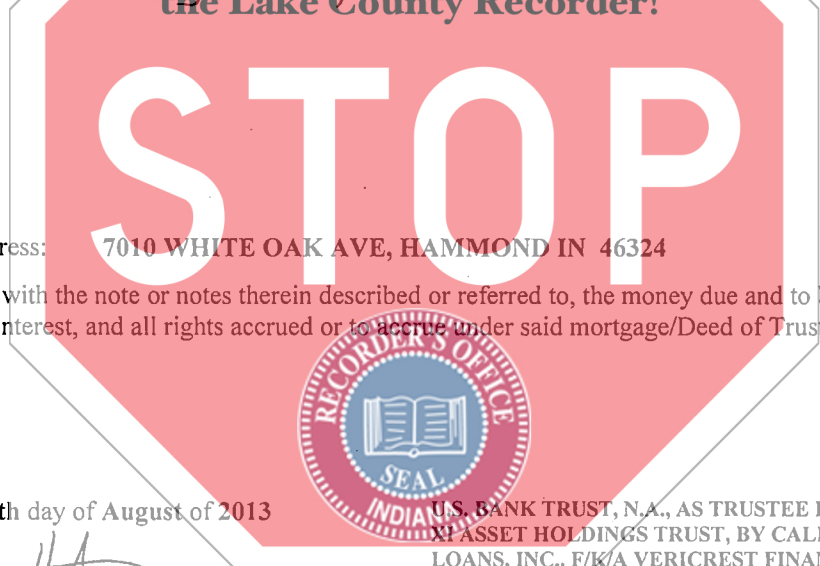 the Lake County Recorder!
STOP
ress: 7010 WHITE OAK AVE, HAMMOND IN 46324
with the note or notes therein described or referred to, the money due and to
nterest, and all rights accrued or to accrue under said mortgage/Deed of Trus
RECORDER'S OFFICE
SEAL
INDIANA
th day of August of 2013
U.S. BANK TRUST, N.A., AS TRUSTEE
XI ASSET HOLDINGS TRUST, BY CAL
LOANS, INC., F/K/A VERICREST FINAN